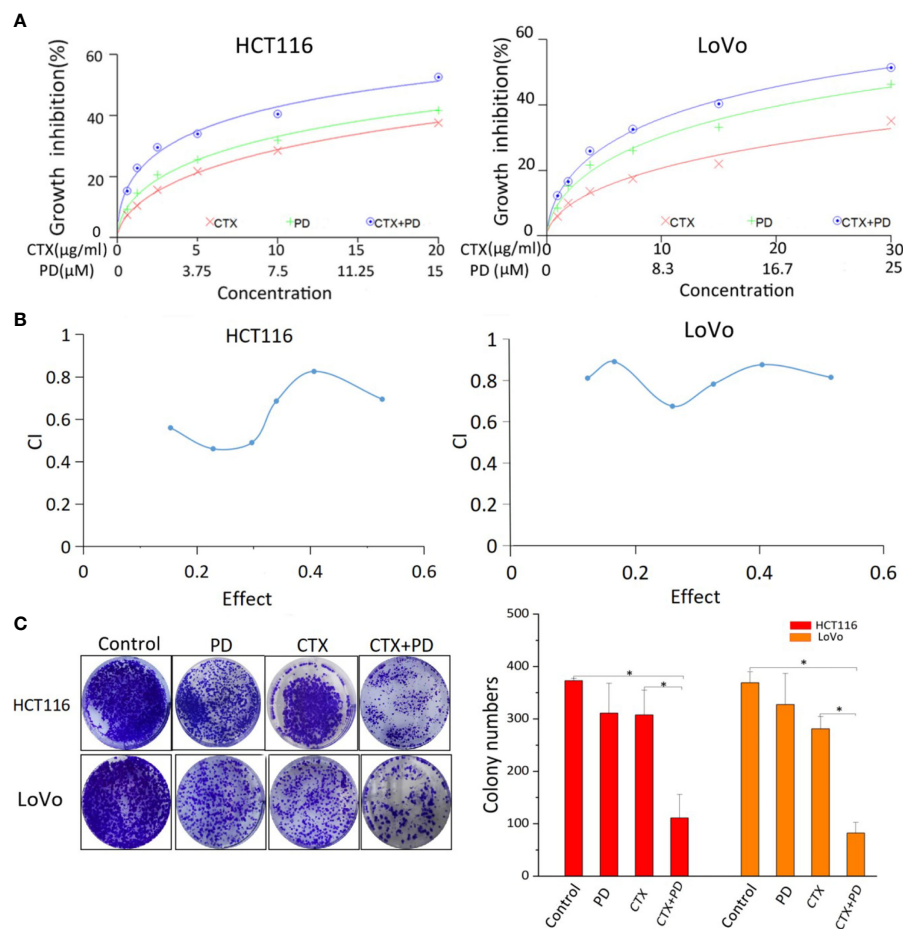 A
HCT116
Growth inhibition(%)
60
40
20
0
CTX
PD
CTX+PD
CTX(μg/ml) 0 5 10 15 20
PD(μM) 0 3.75 7.5 11.25 15
Concentration
LoVo
Growth inhibition(%)
60
40
20
0
CTX
PD
CTX+PD
CTX(μg/ml) 0 10 20 30
PD (μM) 0 8.3 16.7 25
Concentration
B
HCT116
CI
1
0.8
0.6
0.4
0.2
0
0 0.2 0.4 0.6
Effect
LoVo
CI
1
0.8
0.6
0.4
0.2
0
0 0.2 0.4 0.6
Effect
C
Control PD CTX CTX+PD
HCT116
LoVo
Colony numbers
500
400
300
200
100
0
HCT116
LoVo
*
*
*
*
Control PD CTX CTX+PD Control PD CTX CTX+PD